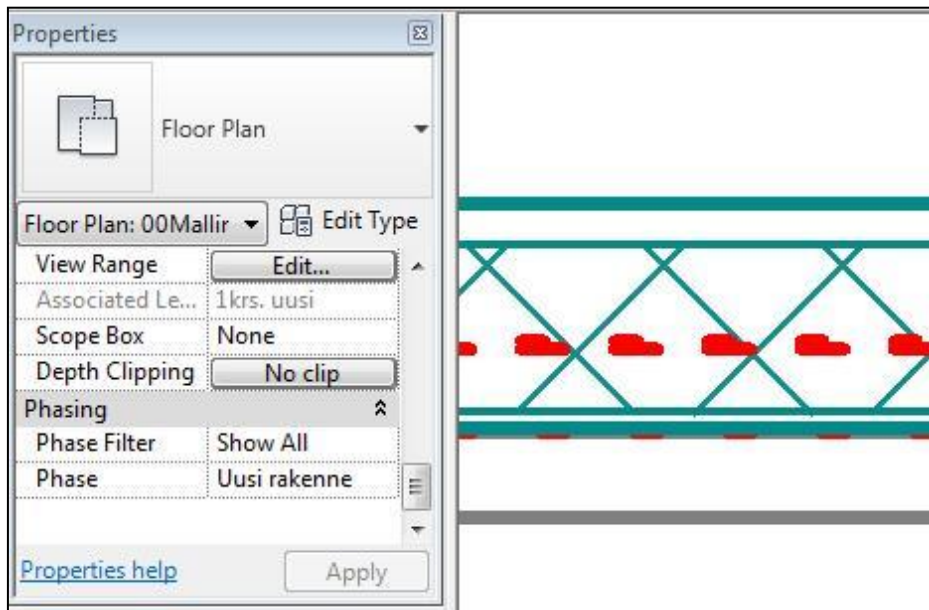 Properties
Floor Plan
Floor Plan: 00Mallir
Edit Type
View Range Edit...
Associated Le... 1krs. uusi
Scope Box None
Depth Clipping No clip
Phasing
Phase Filter Show All
Phase Uusi rakenne
Properties help Apply